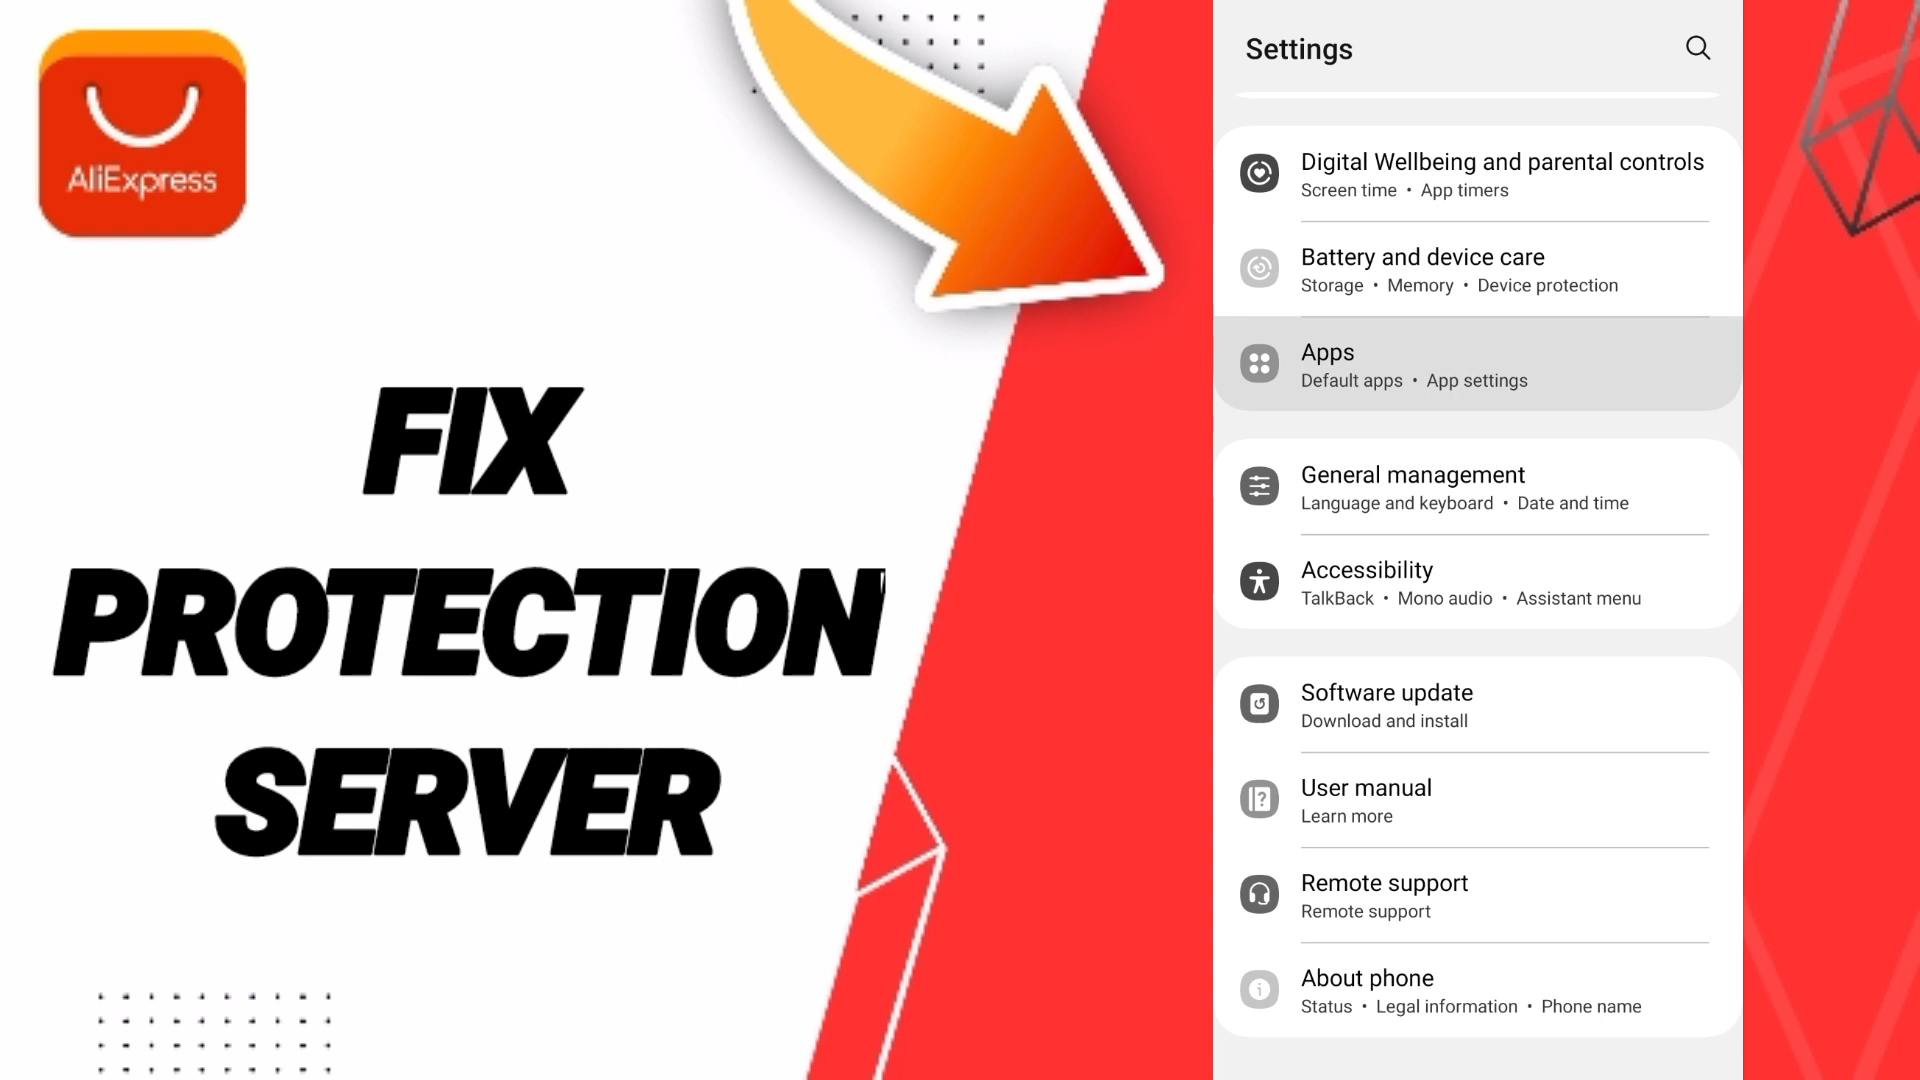 AliExpress
FIX
PROTECTION
SERVER
Settings
Digital Wellbeing and parental controls
Screen time • App timers
Battery and device care
Storage • Memory • Device protection
Apps
Default apps • App settings
General management
Language and keyboard • Date and time
Accessibility
TalkBack • Mono audio • Assistant menu
Software update
Download and install
User manual
Learn more
Remote support
Remote support
About phone
Status • Legal information • Phone name